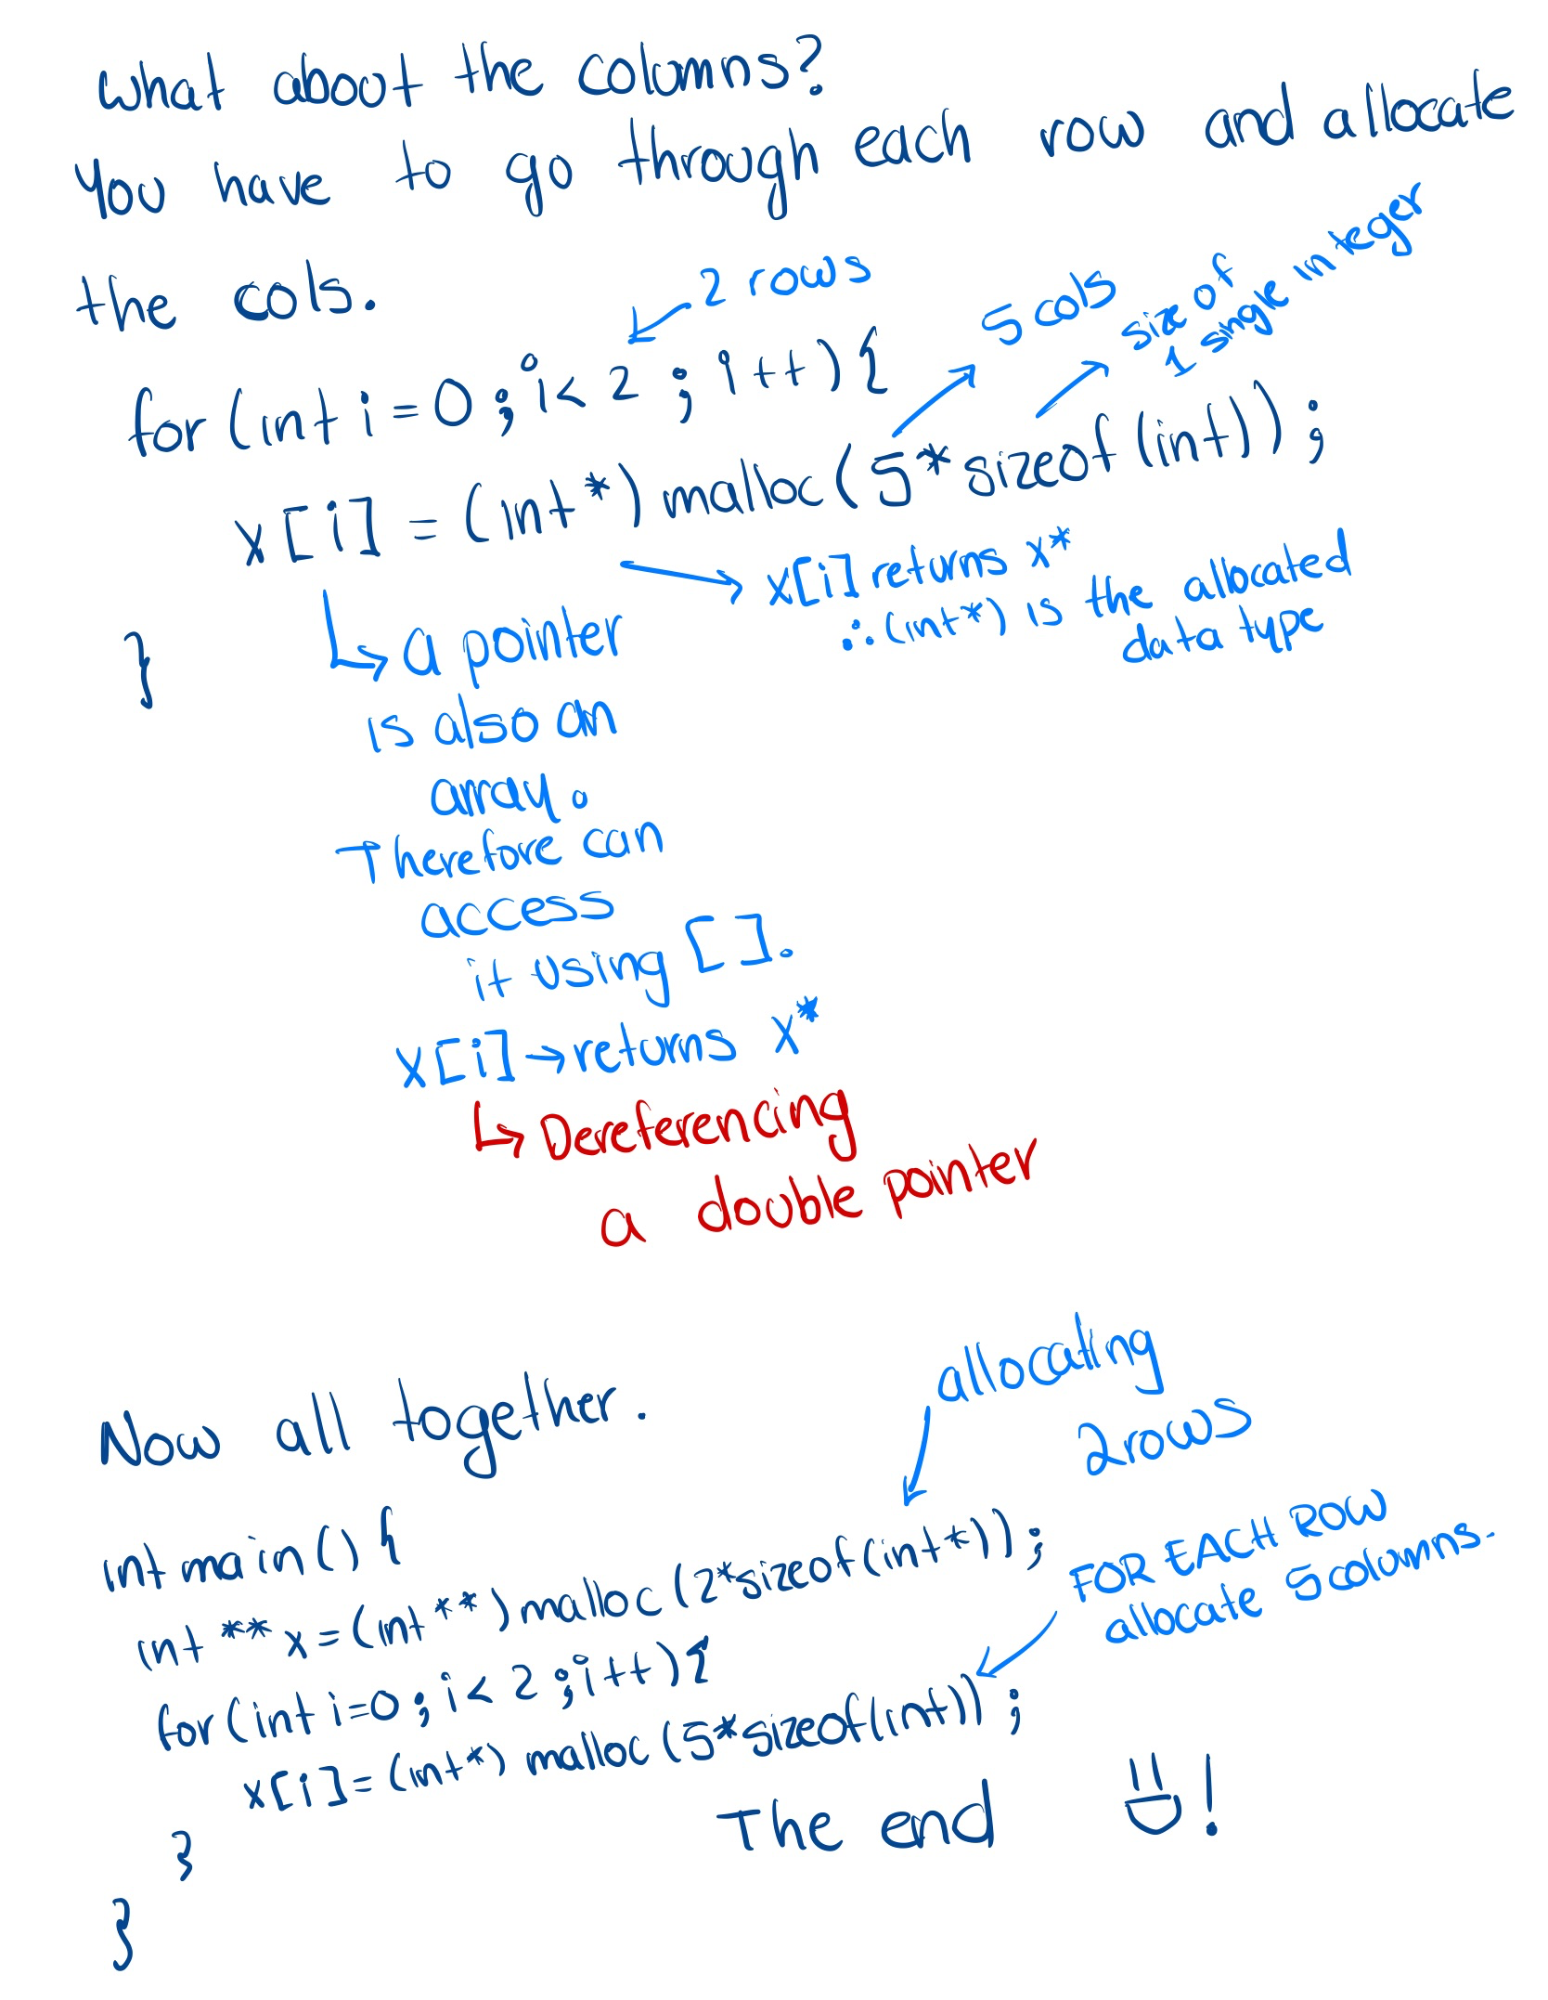 What about the columns?
You have to go through each row and allocate
the cols.
2 rows
5 cols
size of
1 single integer
for (int i = 0 ; i < 2 ; i++) {
x[i] = (int*) malloc (5*sizeof(int));
x[i] returns x*
∴ (int*) is the allocated
data type
}
a pointer
is also an
array.
Therefore can
access
it using [ ].
x[i] → returns x*
Dereferencing
a double pointer
Now all together.
allocating
2 rows
int main() {
int ** x = (int **) malloc (2*sizeof(int*));
FOR EACH ROW
allocate 5 columns.
for (int i=0 ; i < 2 ; i++) {
x[i] = (int*) malloc (5*sizeof(int));
}
The end !
}